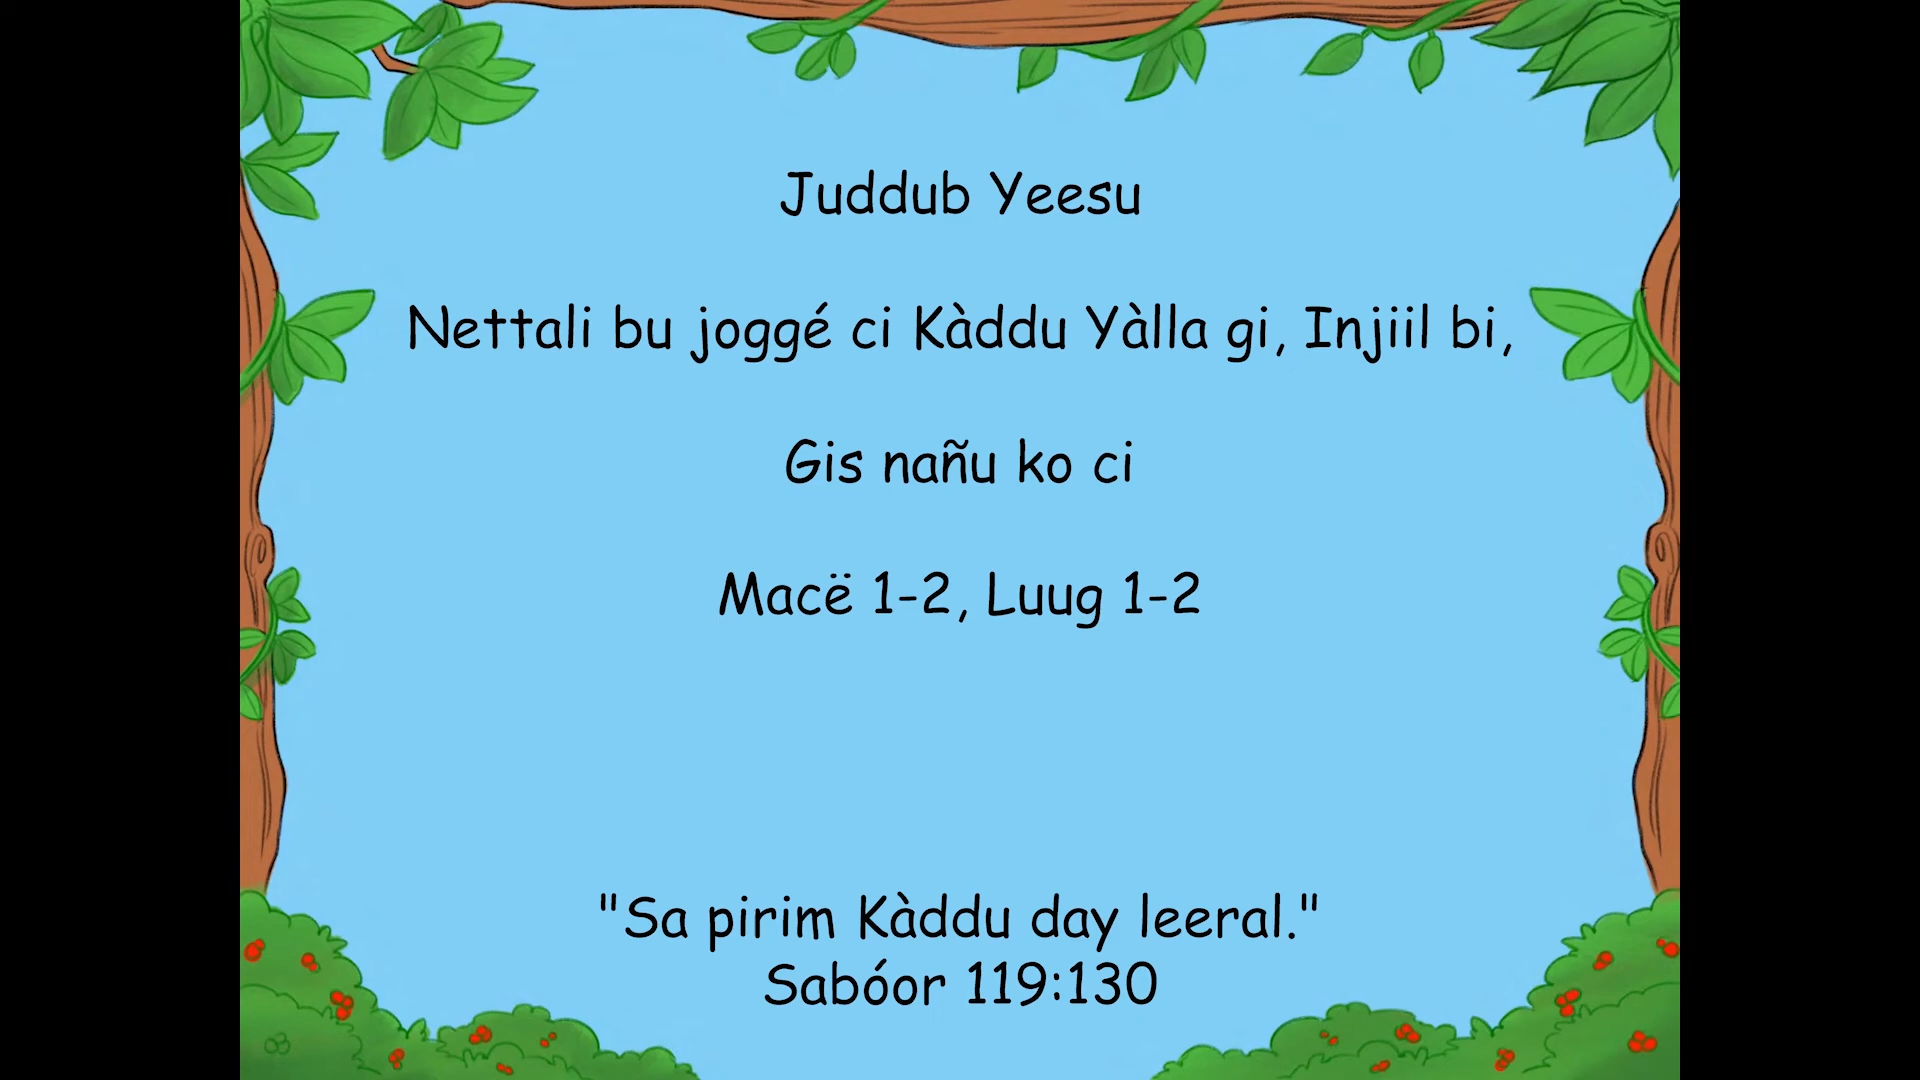 Juddub Yeesu
Nettali bu joggé ci Kàddu Yàlla gi, Injiil bi,
Gis nañu ko ci
Macë 1-2, Luug 1-2
"Sa pirim Kàddu day leeral."
Sabóor 119:130